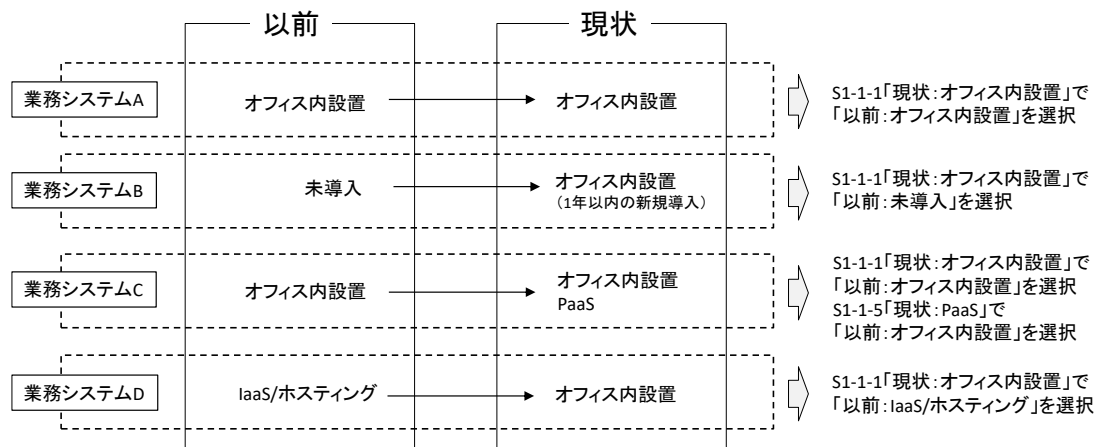 以前
現状
業務システムA
オフィス内設置
オフィス内設置
S1-1-1「現状:オフィス内設置」で
「以前:オフィス内設置」を選択
業務システムB
未導入
オフィス内設置
(1年以内の新規導入)
S1-1-1「現状:オフィス内設置」で
「以前:未導入」を選択
業務システムC
オフィス内設置
オフィス内設置
PaaS
S1-1-1「現状:オフィス内設置」で
「以前:オフィス内設置」を選択
S1-1-5「現状:PaaS」で
「以前:オフィス内設置」を選択
業務システムD
IaaS/ホスティング
オフィス内設置
S1-1-1「現状:オフィス内設置」で
「以前:IaaS/ホスティング」を選択